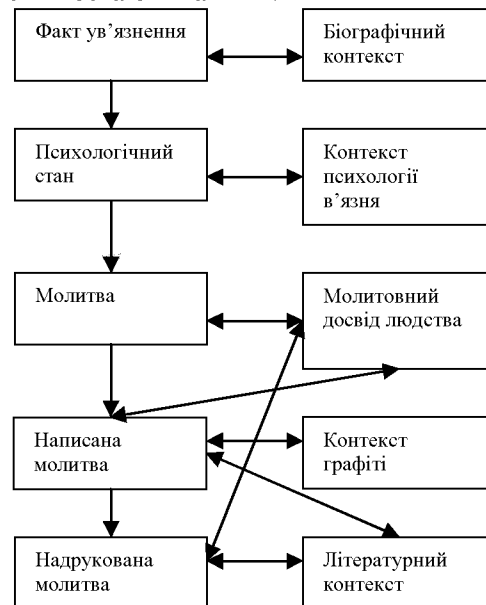 Факт ув’язнення
Біографічний
контекст
Психологічний
стан
Контекст
психології
в’язня
Молитва
Молитовний
досвід людства
Написана
молитва
Контекст
графіті
Надрукована
молитва
Літературний
контекст